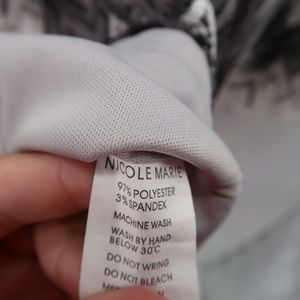 NICOLE MARIE
97% POLYESTER
3% SPANDEX
MACHINE WASH
WASH BY HAND
BELOW 30℃
DO NOT WRING
DO NOT BLEACH